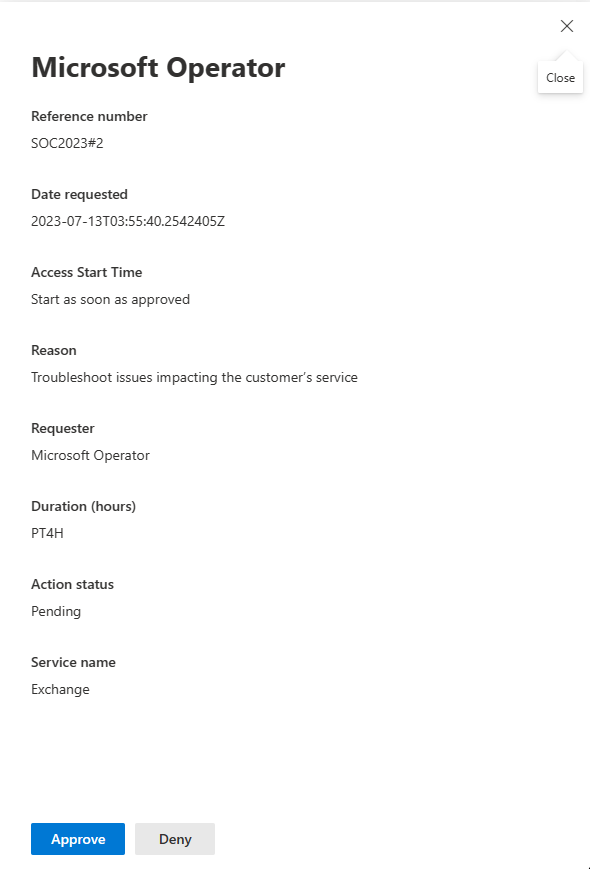 Microsoft Operator
Close
Reference number
SOC2023#2
Date requested
2023-07-13T03:55:40.2542405Z
Access Start Time
Start as soon as approved
Reason
Troubleshoot issues impacting the customer’s service
Requester
Microsoft Operator
Duration (hours)
PT4H
Action status
Pending
Service name
Exchange
Approve
Deny